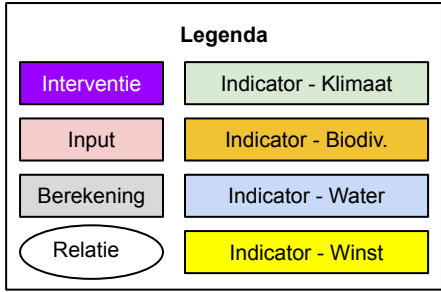 Legenda
Interventie
Indicator - Klimaat
Input
Indicator - Biodiv.
Berekening
Indicator - Water
Relatie
Indicator - Winst